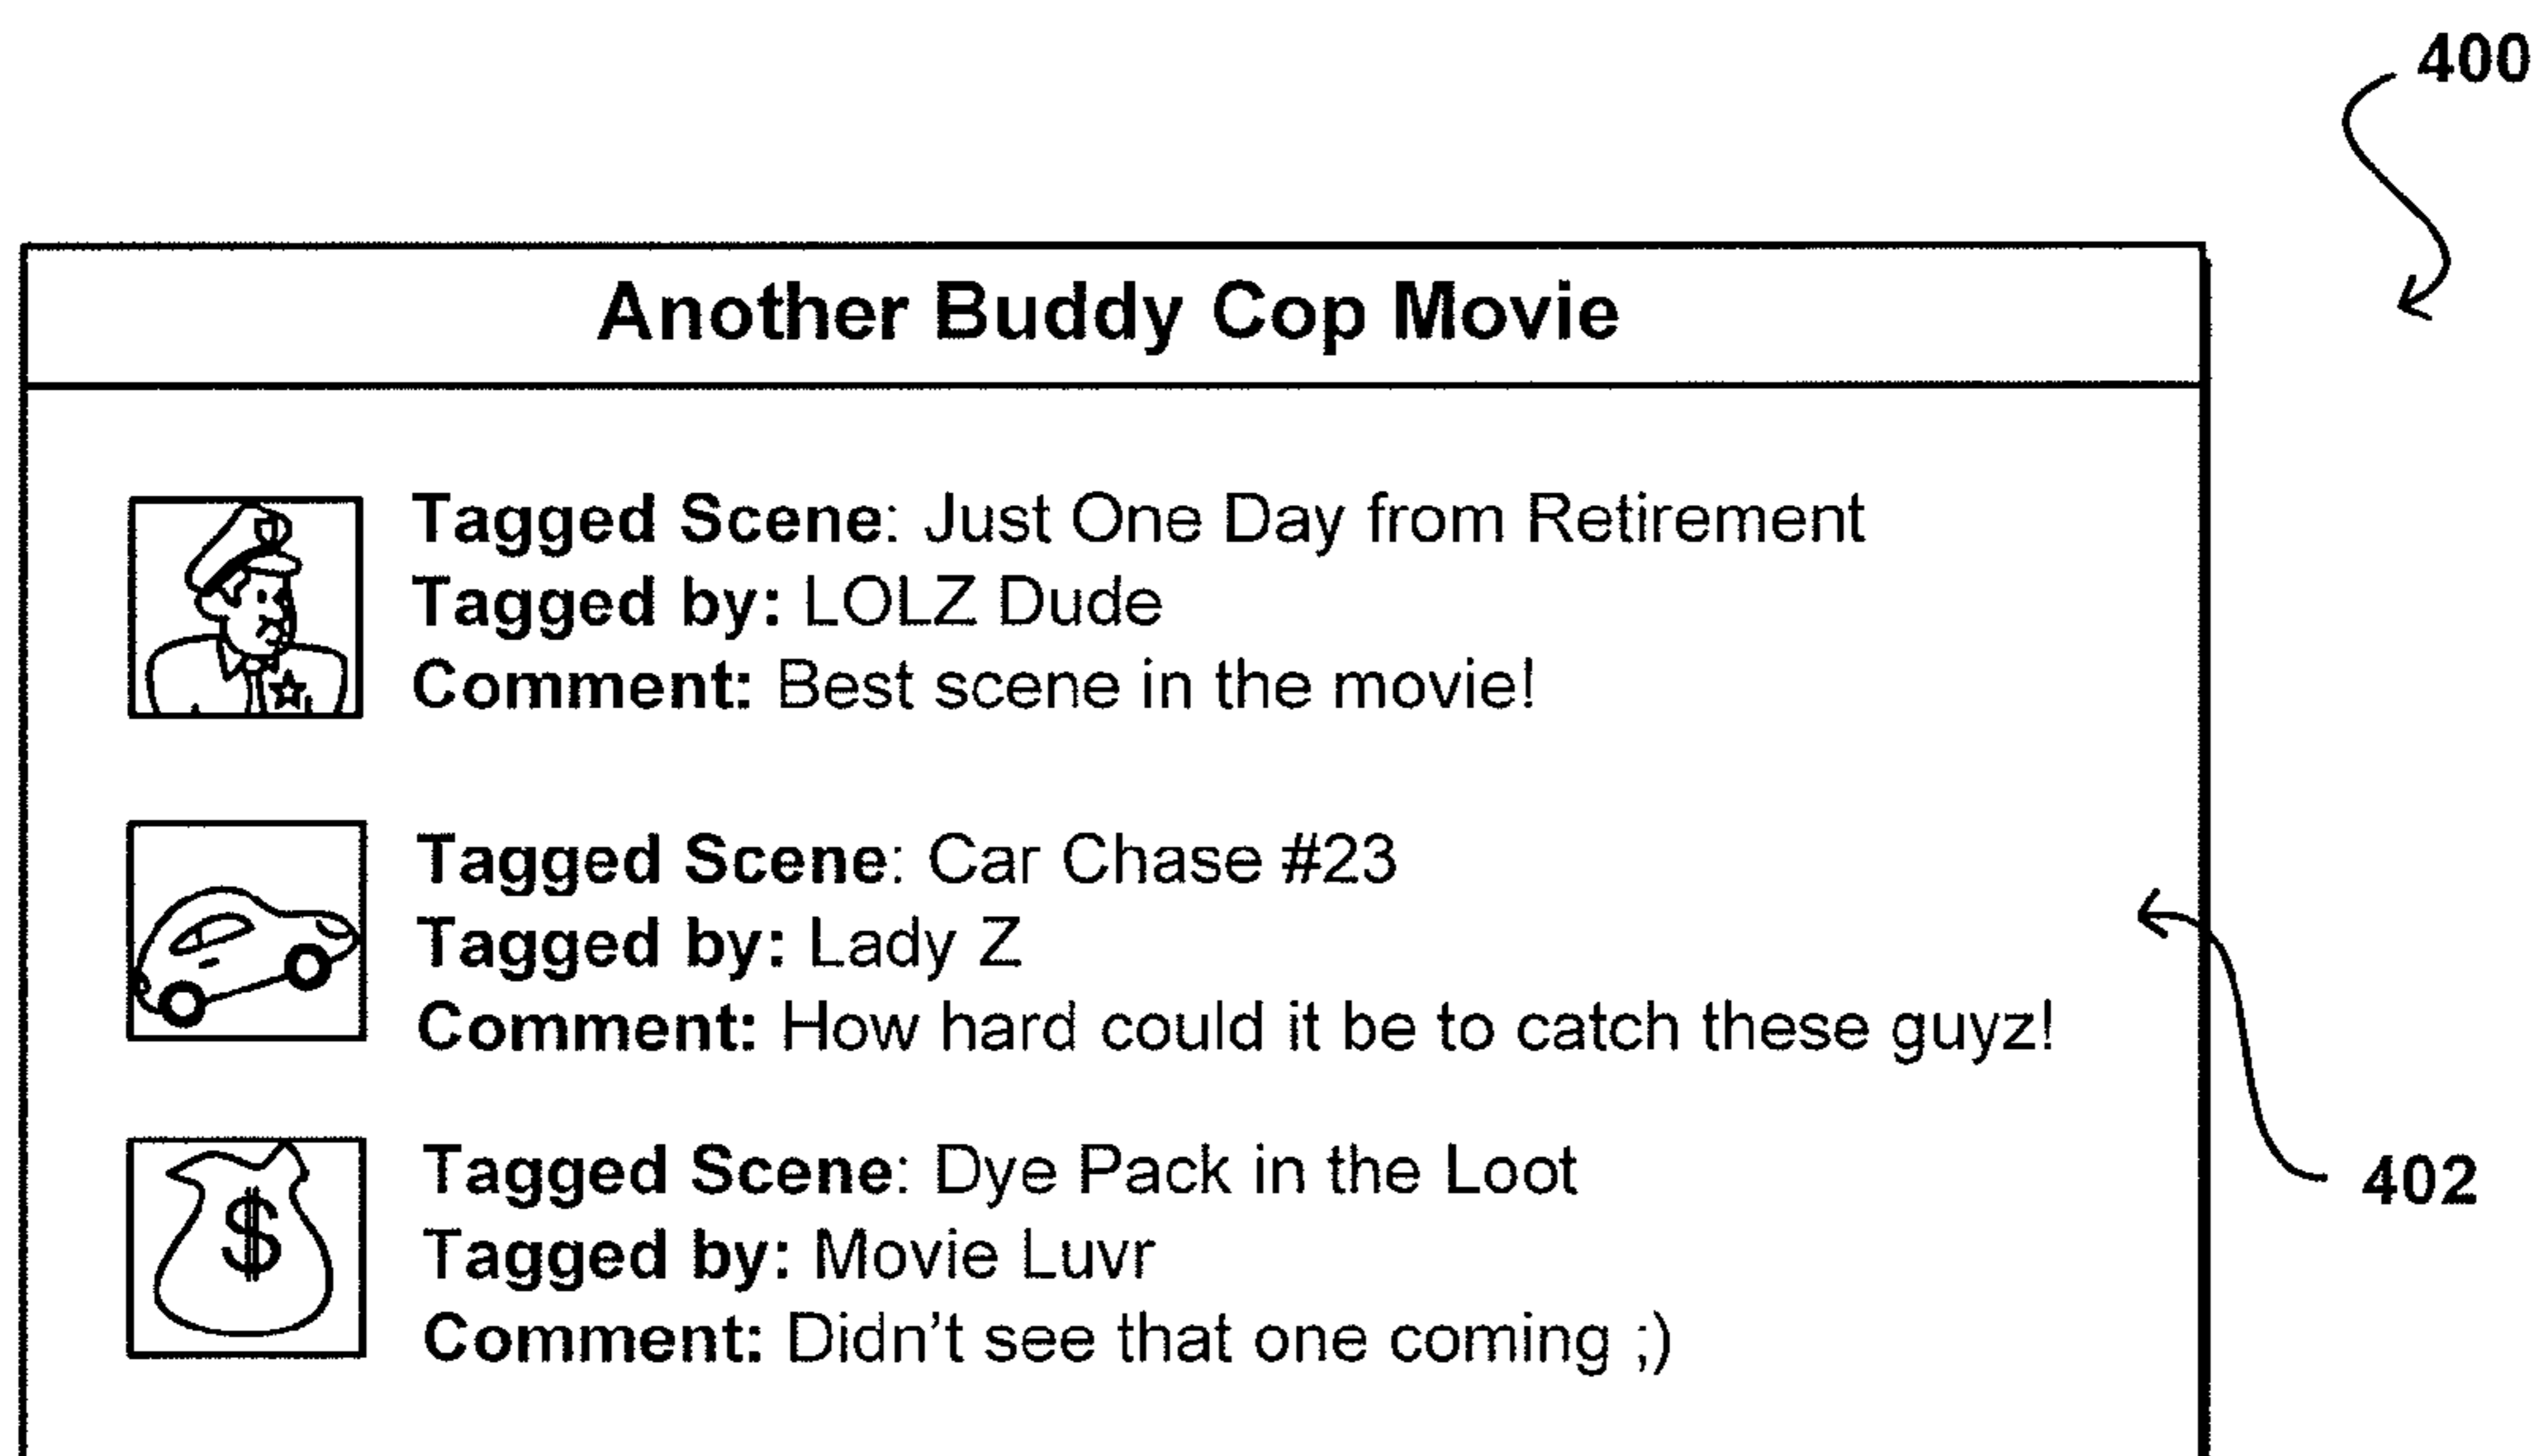 400
Another Buddy Cop Movie
Tagged Scene: Just One Day from Retirement
Tagged by: LOLZ Dude
Comment: Best scene in the movie!
Tagged Scene: Car Chase #23
Tagged by: Lady Z
Comment: How hard could it be to catch these guyz!
402
$
Tagged Scene: Dye Pack in the Loot
Tagged by: Movie Luvr
Comment: Didn't see that one coming ;)